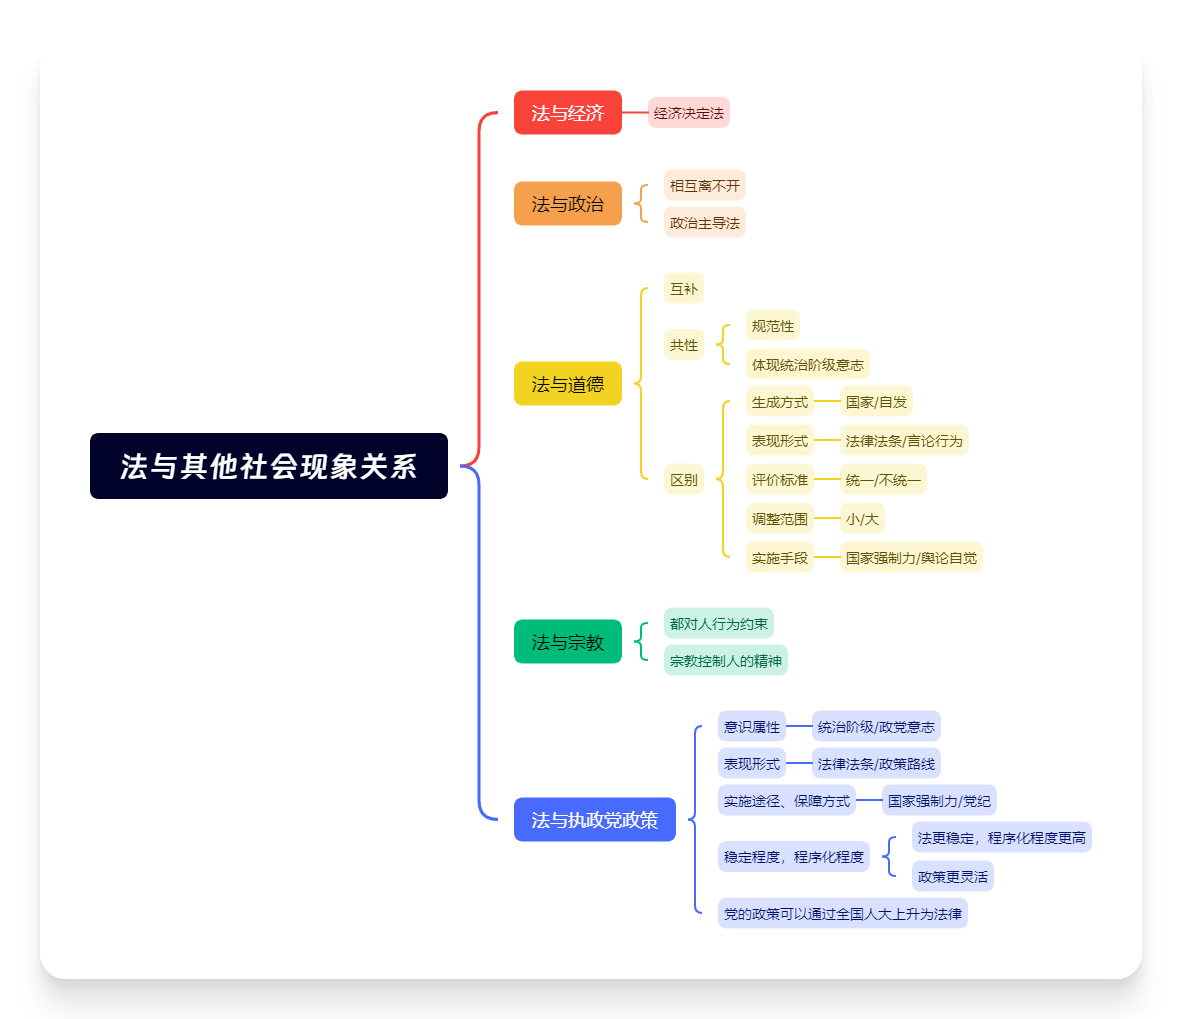 法与其他社会现象关系
法与经济
经济决定法
法与政治
相互离不开
政治主导法
法与道德
互补
共性
规范性
体现统治阶级意志
区别
生成方式
国家/自发
表现形式
法律法条/言论行为
评价标准
统一/不统一
调整范围
小/大
实施手段
国家强制力/舆论自觉
法与宗教
都对人行为约束
宗教控制人的精神
法与执政党政策
意识属性
统治阶级/政党意志
表现形式
法律法条/政策路线
实施途径、保障方式
国家强制力/党纪
稳定程度，程序化程度
法更稳定，程序化程度更高
政策更灵活
党的政策可以通过全国人大上升为法律